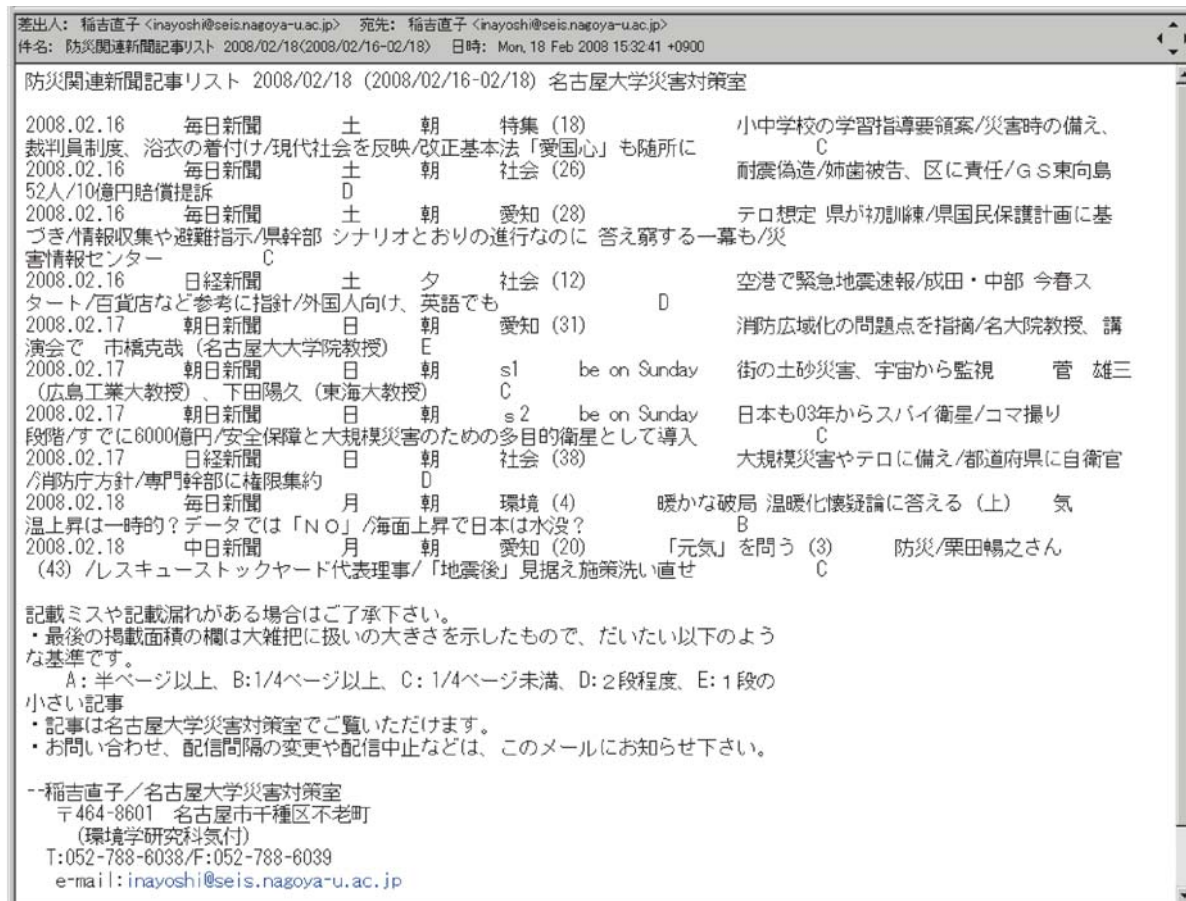 差出人: 稲吉直子 <inayoshi@seis.nagoya-u.ac.jp> 宛先: 稲吉直子 <inayoshi@seis.nagoya-u.ac.jp>
件名: 防災関連新聞記事リスト 2008/02/18(2008/02/16-02/18) 日時: Mon, 18 Feb 2008 15:32:41 +0900
防災関連新聞記事リスト 2008/02/18 (2008/02/16-02/18) 名古屋大学災害対策室
2008.02.16 毎日新聞 土 朝 特集 (18) 小中学校の学習指導要領案/災害時の備え、
裁判員制度、浴衣の着付け/現代社会を反映/改正基本法「愛国心」も随所に C
2008.02.16 毎日新聞 土 朝 社会 (26) 耐震偽造/姉歯被告、区に責任/GS東向島
52人/10億円賠償提訴 D
2008.02.16 毎日新聞 土 朝 愛知 (28) テロ想定 県が初訓練/県国民保護計画に基
づき/情報収集や避難指示/県幹部 シナリオとおりの進行なのに 答え窮する一幕も/災
害情報センター C
2008.02.16 日経新聞 土 夕 社会 (12) 空港で緊急地震速報/成田・中部 今春ス
タート/百貨店など参考に指針/外国人向け、英語でも D
2008.02.17 朝日新聞 日 朝 愛知 (31) 消防広域化の問題点を指摘/名大院教授、講
演会で 市橋克哉 (名古屋大大学院教授) E
2008.02.17 朝日新聞 日 朝 s1 be on Sunday 街の土砂災害、宇宙から監視 菅 雄三
(広島工業大教授) 、下田陽久 (東海大教授) C
2008.02.17 朝日新聞 日 朝 s2 be on Sunday 日本も03年からスパイ衛星/コマ撮り
段階/すでに6000億円/安全保障と大規模災害のための多目的衛星として導入 C
2008.02.17 日経新聞 日 朝 社会 (38) 大規模災害やテロに備え/都道府県に自衛官
/消防庁方針/専門幹部に権限集約 D
2008.02.18 毎日新聞 月 朝 環境 (4) 暖かな破局 温暖化懐疑論に答える (上) 気
温上昇は一時的?データでは「NO」/海面上昇で日本は水没? B
2008.02.18 中日新聞 月 朝 愛知 (20) 「元気」を問う (3) 防災/栗田暢之さん
(43) /レスキューストックヤード代表理事/「地震後」見据え施策洗い直せ C
記載ミスや記載漏れがある場合はご了承下さい。
・最後の掲載面積の欄は大雑把に扱いの大きさを示したもので、だいたい以下のよう
な基準です。
A: 半ページ以上、B:1/4ページ以上、C: 1/4ページ未満、D:2段程度、E:1段の
小さい記事
・記事は名古屋大学災害対策室でご覧いただけます。
・お問い合わせ、配信間隔の変更や配信中止などは、このメールにお知らせ下さい。
--稲吉直子/名古屋大学災害対策室
〒464-8601 名古屋市千種区不老町
(環境学研究科気付)
T:052-788-6038/F:052-788-6039
e-mail:inayoshi@seis.nagoya-u.ac.jp